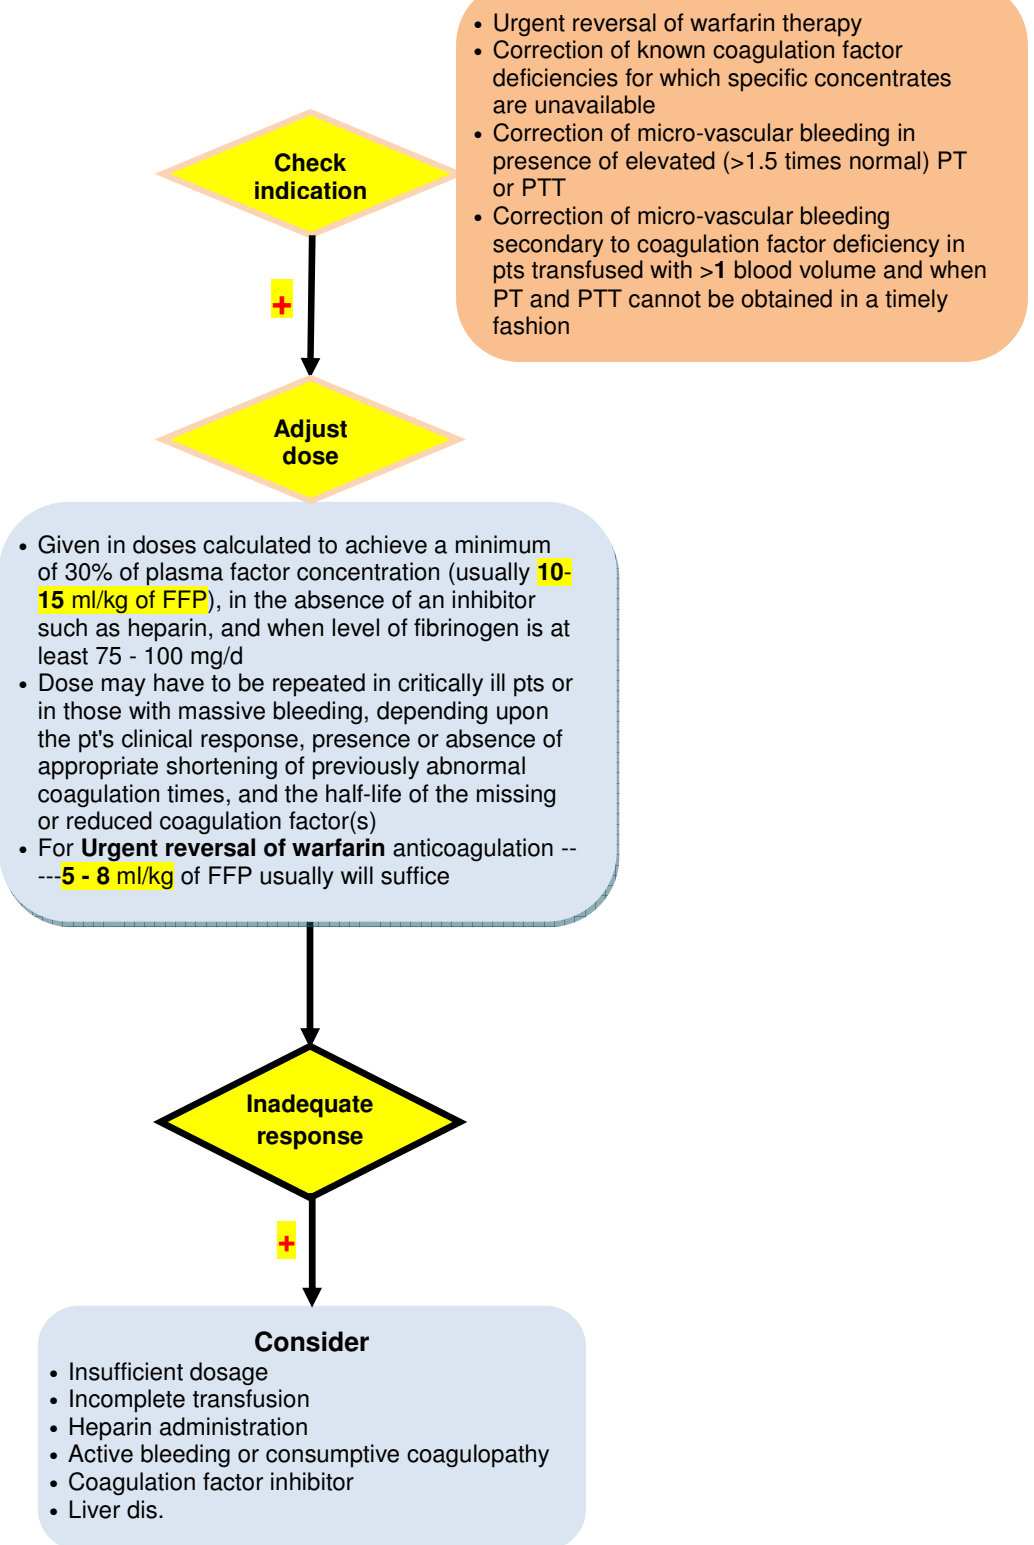 • Urgent reversal of warfarin therapy
• Correction of known coagulation factor
deficiencies for which specific concentrates
are unavailable
• Correction of micro-vascular bleeding in
presence of elevated (>1.5 times normal) PT
or PTT
• Correction of micro-vascular bleeding
secondary to coagulation factor deficiency in
pts transfused with >1 blood volume and when
PT and PTT cannot be obtained in a timely
fashion
Check
indication
+
Adjust
dose
• Given in doses calculated to achieve a minimum
of 30% of plasma factor concentration (usually 10-
15 ml/kg of FFP), in the absence of an inhibitor
such as heparin, and when level of fibrinogen is at
least 75 - 100 mg/d
• Dose may have to be repeated in critically ill pts or
in those with massive bleeding, depending upon
the pt's clinical response, presence or absence of
appropriate shortening of previously abnormal
coagulation times, and the half-life of the missing
or reduced coagulation factor(s)
• For Urgent reversal of warfarin anticoagulation --
---5 - 8 ml/kg of FFP usually will suffice
Inadequate
response
+
Consider
• Insufficient dosage
• Incomplete transfusion
• Heparin administration
• Active bleeding or consumptive coagulopathy
• Coagulation factor inhibitor
• Liver dis.